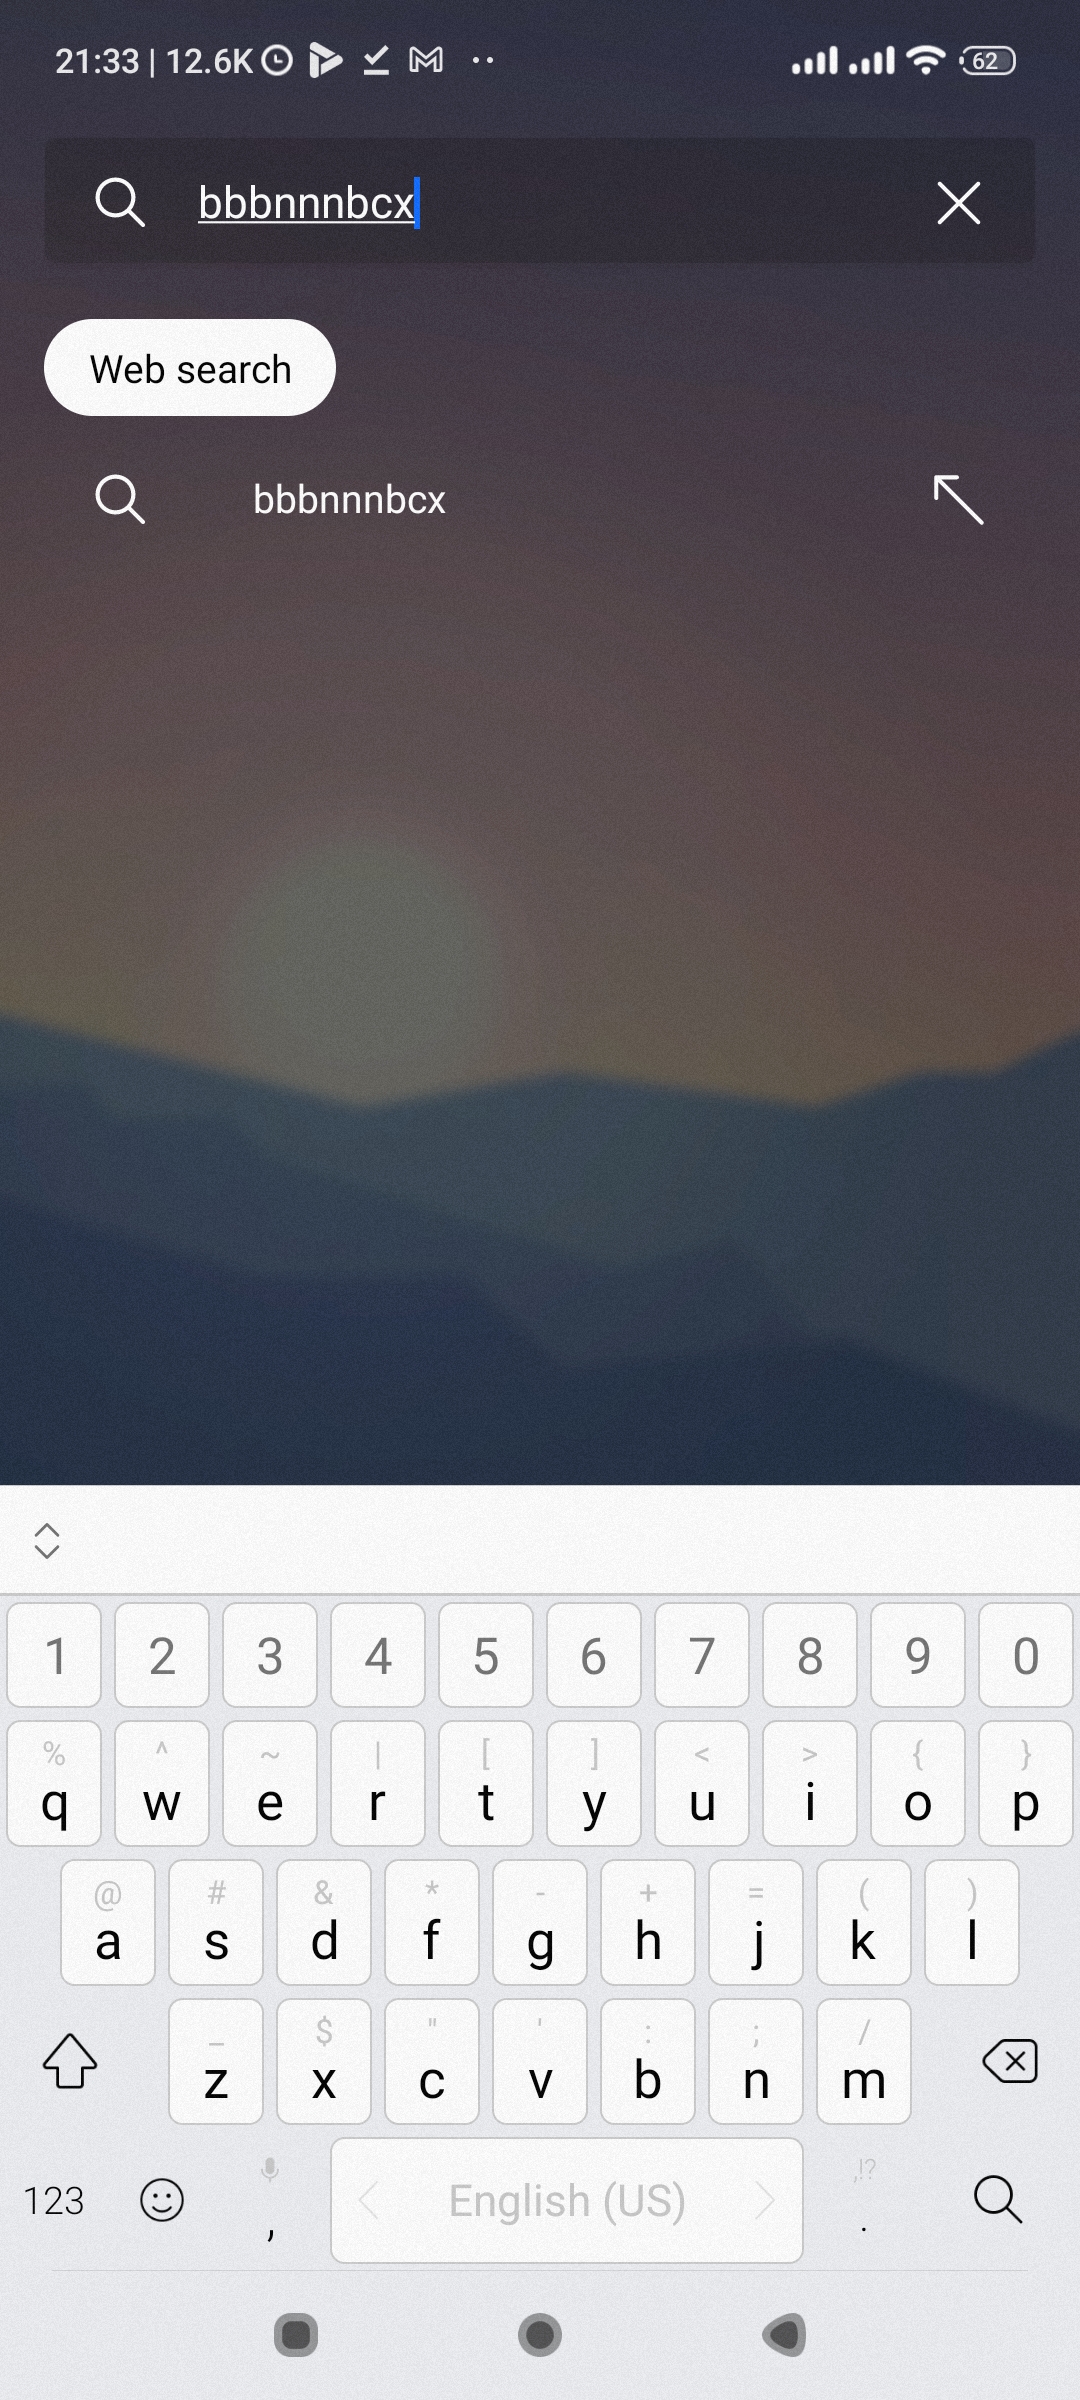 21:33 | 12.6K 62
bbbnnnbcx
Web search
bbbnnnbcx
1 2 3 4 5 6 7 8 9 0
% ^ ~ | [ ] < > { }
q w e r t y u i o p
@ # & * - + = ( )
a s d f g h j k l
_ $ " ' : ; /
z x c v b n m
,!?
123 , English (US) .